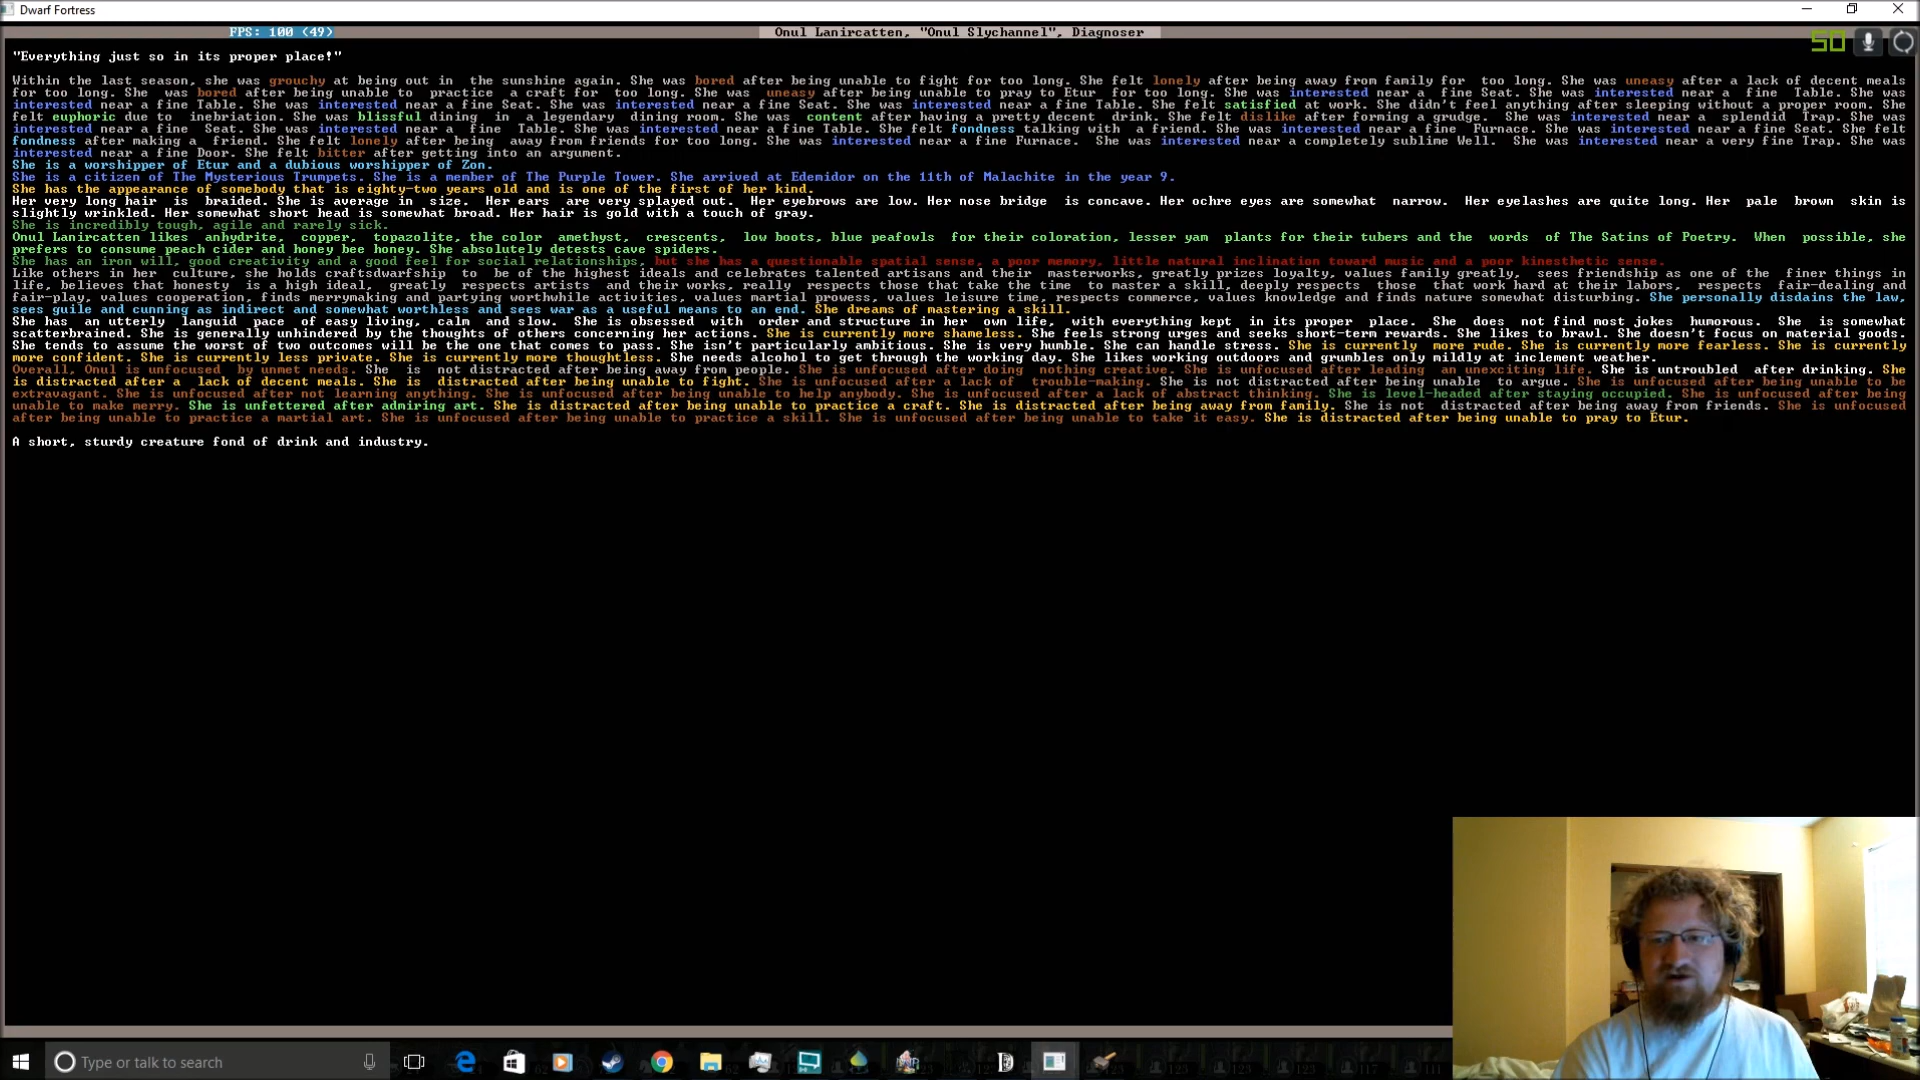 Dwarf Fortress
FPS: 100 (49)
Onul Lanircatten, "Onul Slychannel", Diagnoser
50
"Everything just so in its proper place!"
Within the last season, she was grouchy at being out in the sunshine again. She was bored after being unable to fight for too long. She felt lonely after being away from family for too long. She was uneasy after a lack of decent meals
for too long. She was bored after being unable to practice a craft for too long. She was uneasy after being unable to pray to Etur for too long. She was interested near a fine Seat. She was interested near a fine Table. She was
interested near a fine Table. She was interested near a fine Seat. She was interested near a fine Seat. She was interested near a fine Table. She felt satisfied at work. She didn't feel anything after sleeping without a proper room. She
felt euphoric due to inebriation. She was blissful dining in a legendary dining room. She was content after having a pretty decent drink. She felt dislike after forming a grudge. She was interested near a splendid Trap. She was
interested near a fine Seat. She was interested near a fine Table. She was interested near a fine Table. She felt fondness talking with a friend. She was interested near a fine Furnace. She was interested near a fine Seat. She felt
fondness after making a friend. She felt lonely after being away from friends for too long. She was interested near a fine Furnace. She was interested near a completely sublime Well. She was interested near a very fine Trap. She was
interested near a fine Door. She felt bitter after getting into an argument.
She is a worshipper of Etur and a dubious worshipper of Zon.
She is a citizen of The Mysterious Trumpets. She is a member of The Purple Tower. She arrived at Edemidor on the 11th of Malachite in the year 9.
She has the appearance of somebody that is eighty-two years old and is one of the first of her kind.
Her very long hair is braided. She is average in size. Her ears are very splayed out. Her eyebrows are low. Her nose bridge is concave. Her ochre eyes are somewhat narrow. Her eyelashes are quite long. Her pale brown skin is
slightly wrinkled. Her somewhat short head is somewhat broad. Her hair is gold with a touch of gray.
She is incredibly tough, agile and rarely sick.
Onul Lanircatten likes anhydrite, copper, topazolite, the color amethyst, crescents, low boots, blue peafowls for their coloration, lesser yam plants for their tubers and the words of The Satins of Poetry. When possible, she
prefers to consume peach cider and honey bee honey. She absolutely detests cave spiders.
She has an iron will, good creativity and a good feel for social relationships, but she has a questionable spatial sense, a poor memory, little natural inclination toward music and a poor kinesthetic sense.
Like others in her culture, she holds craftsdwarfship to be of the highest ideals and celebrates talented artisans and their masterworks, greatly prizes loyalty, values family greatly, sees friendship as one of the finer things in
life, believes that honesty is a high ideal, greatly respects artists and their works, really respects those that take the time to master a skill, deeply respects those that work hard at their labors, respects fair-dealing and
fair-play, values cooperation, finds merrymaking and partying worthwhile activities, values martial prowess, values leisure time, respects commerce, values knowledge and finds nature somewhat disturbing. She personally disdains the law,
sees guile and cunning as indirect and somewhat worthless and sees war as a useful means to an end. She dreams of mastering a skill.
She has an utterly languid pace of easy living, calm and slow. She is obsessed with order and structure in her own life, with everything kept in its proper place. She does not find most jokes humorous. She is somewhat
scatterbrained. She is generally unhindered by the thoughts of others concerning her actions. She is currently more shameless. She feels strong urges and seeks short-term rewards. She likes to brawl. She doesn't focus on material goods.
She tends to assume the worst of two outcomes will be the one that comes to pass. She isn't particularly ambitious. She is very humble. She can handle stress. She is currently more rude. She is currently more fearless. She is currently
more confident. She is currently less private. She is currently more thoughtless. She needs alcohol to get through the working day. She likes working outdoors and grumbles only mildly at inclement weather.
Overall, Onul is unfocused by unmet needs. She is not distracted after being away from people. She is unfocused after doing nothing creative. She is unfocused after leading an unexciting life. She is untroubled after drinking. She
is distracted after a lack of decent meals. She is distracted after being unable to fight. She is unfocused after a lack of trouble-making. She is not distracted after being unable to argue. She is unfocused after being unable to be
extravagant. She is unfocused after not learning anything. She is unfocused after being unable to help anybody. She is unfocused after a lack of abstract thinking. She is level-headed after staying occupied. She is unfocused after being
unable to make merry. She is unfettered after admiring art. She is distracted after being unable to practice a craft. She is distracted after being away from family. She is not distracted after being away from friends. She is unfocused
after being unable to practice a martial art. She is unfocused after being unable to practice a skill. She is unfocused after being unable to take it easy. She is distracted after being unable to pray to Etur.
A short, sturdy creature fond of drink and industry.
Type or talk to search